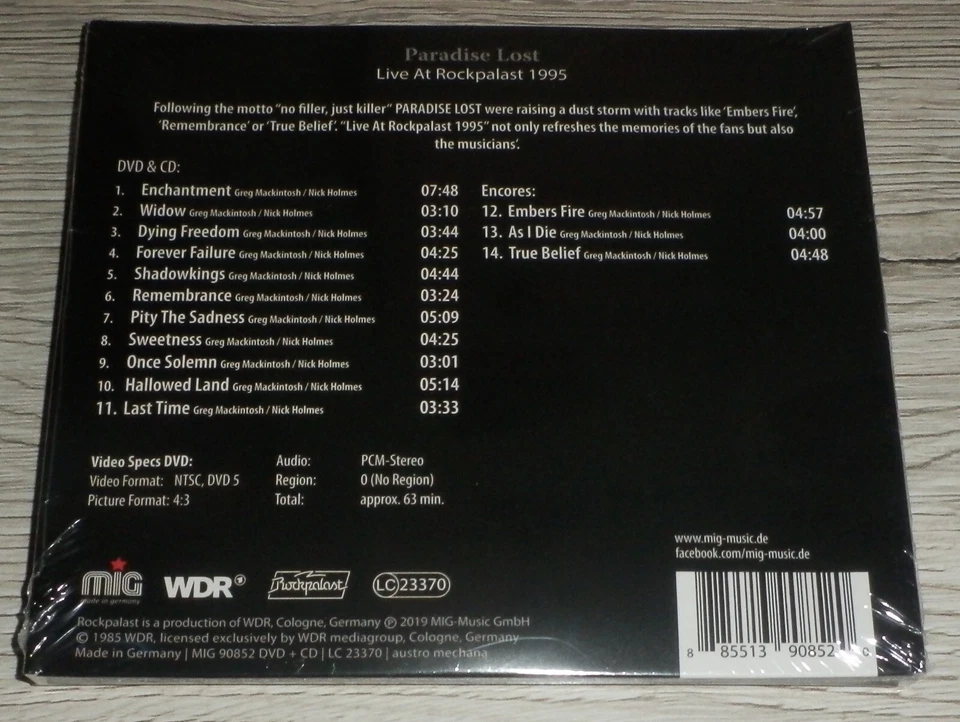 Paradise Lost
Live At Rockpalast 1995
Following the motto "no filler, just killer" PARADISE LOST were raising a dust storm with tracks like 'Embers Fire',
'Remembrance' or 'True Belief'. "Live At Rockpalast 1995" not only refreshes the memories of the fans but also
the musicians'.
DVD & CD:
1. Enchantment Greg Mackintosh / Nick Holmes 07:48
2. Widow Greg Mackintosh / Nick Holmes 03:10
3. Dying Freedom Greg Mackintosh / Nick Holmes 03:44
4. Forever Failure Greg Mackintosh / Nick Holmes 04:25
5. Shadowkings Greg Mackintosh / Nick Holmes 04:44
6. Remembrance Greg Mackintosh / Nick Holmes 03:24
7. Pity The Sadness Greg Mackintosh / Nick Holmes 05:09
8. Sweetness Greg Mackintosh / Nick Holmes 04:25
9. Once Solemn Greg Mackintosh / Nick Holmes 03:01
10. Hallowed Land Greg Mackintosh / Nick Holmes 05:14
11. Last Time Greg Mackintosh / Nick Holmes 03:33
Encores:
12. Embers Fire Greg Mackintosh / Nick Holmes 04:57
13. As I Die Greg Mackintosh / Nick Holmes 04:00
14. True Belief Greg Mackintosh / Nick Holmes 04:48
Video Specs DVD:
Video Format: NTSC, DVD 5
Picture Format: 4:3
Audio: PCM-Stereo
Region: 0 (No Region)
Total: approx. 63 min.
www.mig-music.de
facebook.com/mig-music.de
mig
made in germany
WDR
Rockpalast
LC 23370
Rockpalast is a production of WDR, Cologne, Germany ℗ 2019 MIG-Music GmbH
© 1985 WDR, licensed exclusively by WDR mediagroup, Cologne, Germany
Made in Germany | MIG 90852 DVD + CD | LC 23370 | austro mechana
8 85513 90852 0